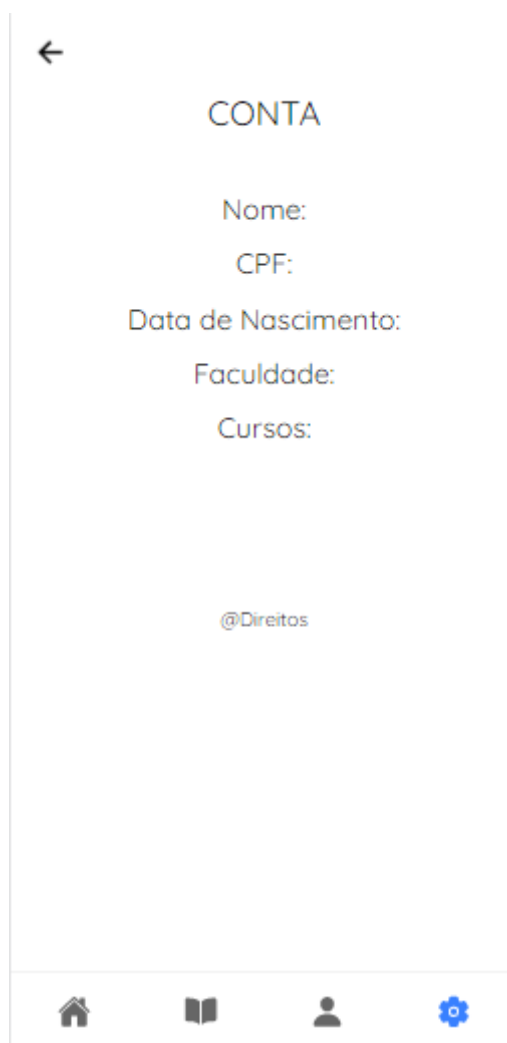 CONTA
Nome:
CPF:
Data de Nascimento:
Faculdade:
Cursos:
@Direitos